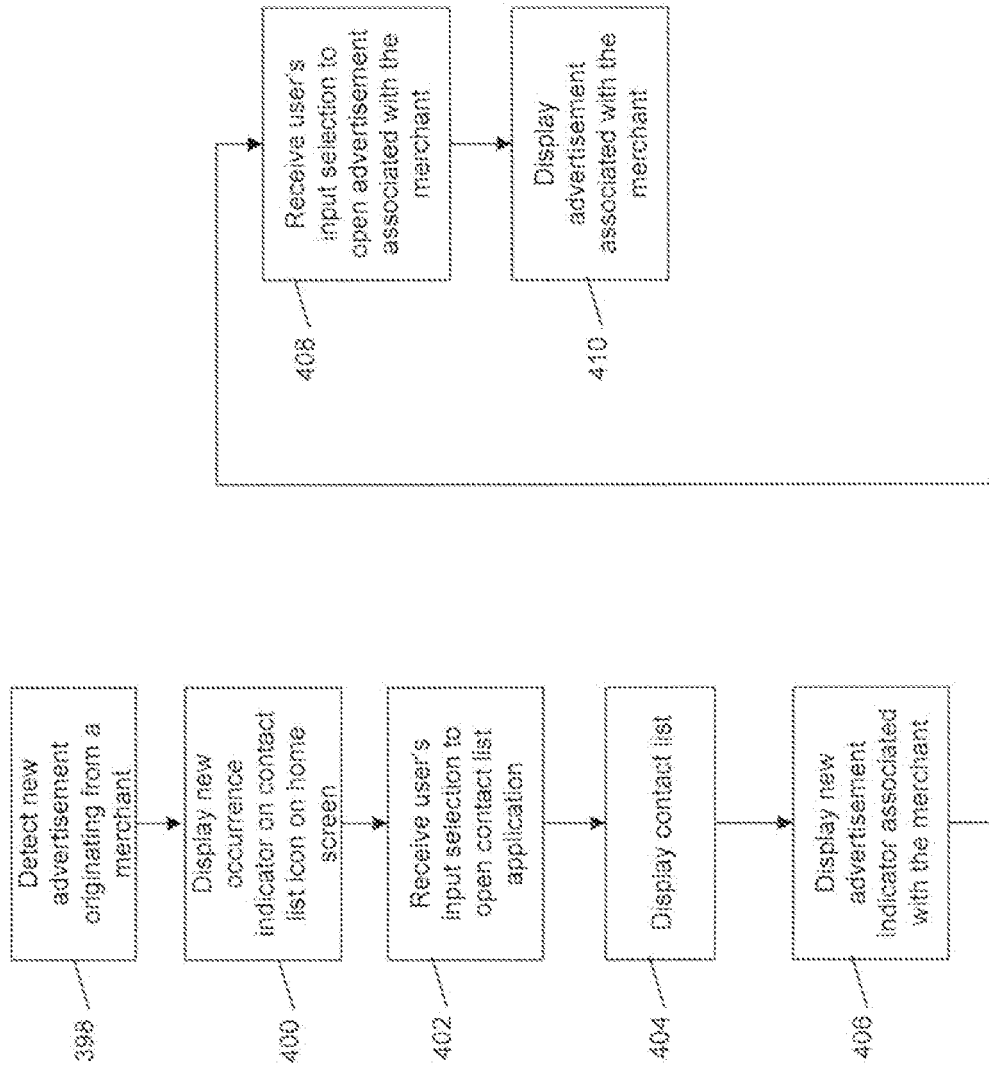 Detect new
advertisement
originating from a
merchant
398
Display new
occurrence
indicator on contact
list icon on home
screen
400
Receive user's
input selection to
open contact list
application
402
Display contact list
404
Display new
advertisement
indicator associated
with the merchant
406
Receive user's
input selection to
open advertisement
associated with the
merchant
408
Display
advertisement
associated with the
merchant
410